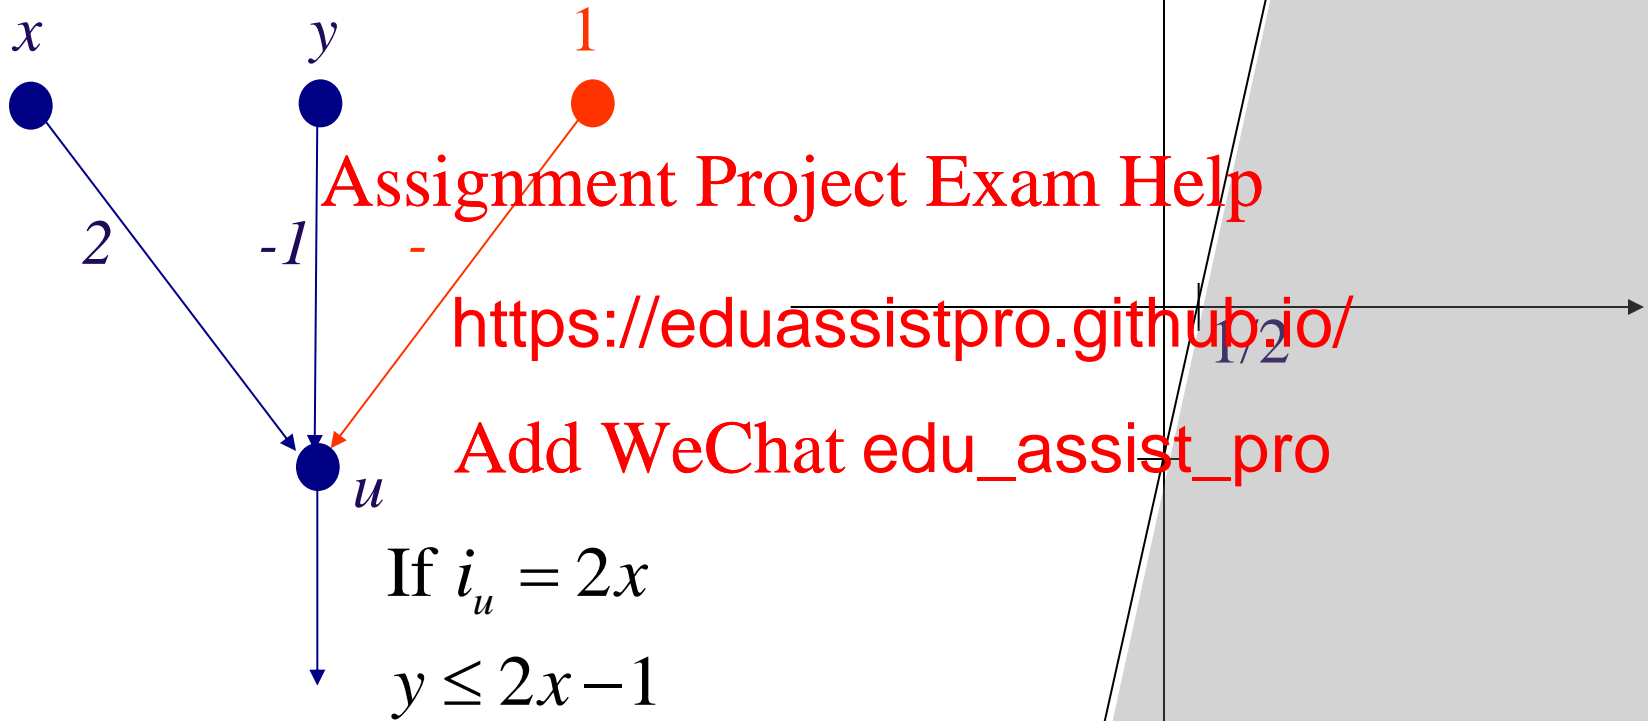 x y 1
Assignment Project Exam Help
2 -1 -
https://eduassistpro.github.io/
1/2
Add WeChat edu_assist_pro
u
If i_u = 2x
y ≤ 2x − 1